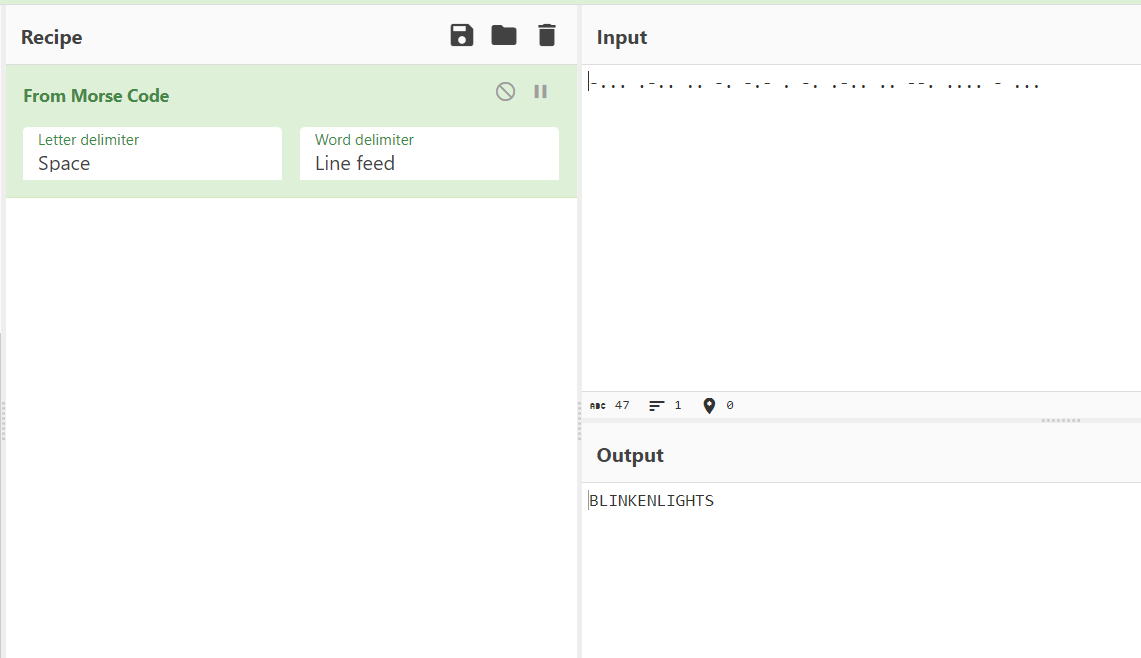 Recipe
From Morse Code
Letter delimiter
Space
Word delimiter
Line feed
Input
-... .-.. .. -. -.- . -. .-.. .. --. .... - ...
ABC 47 1 0
Output
BLINKENLIGHTS